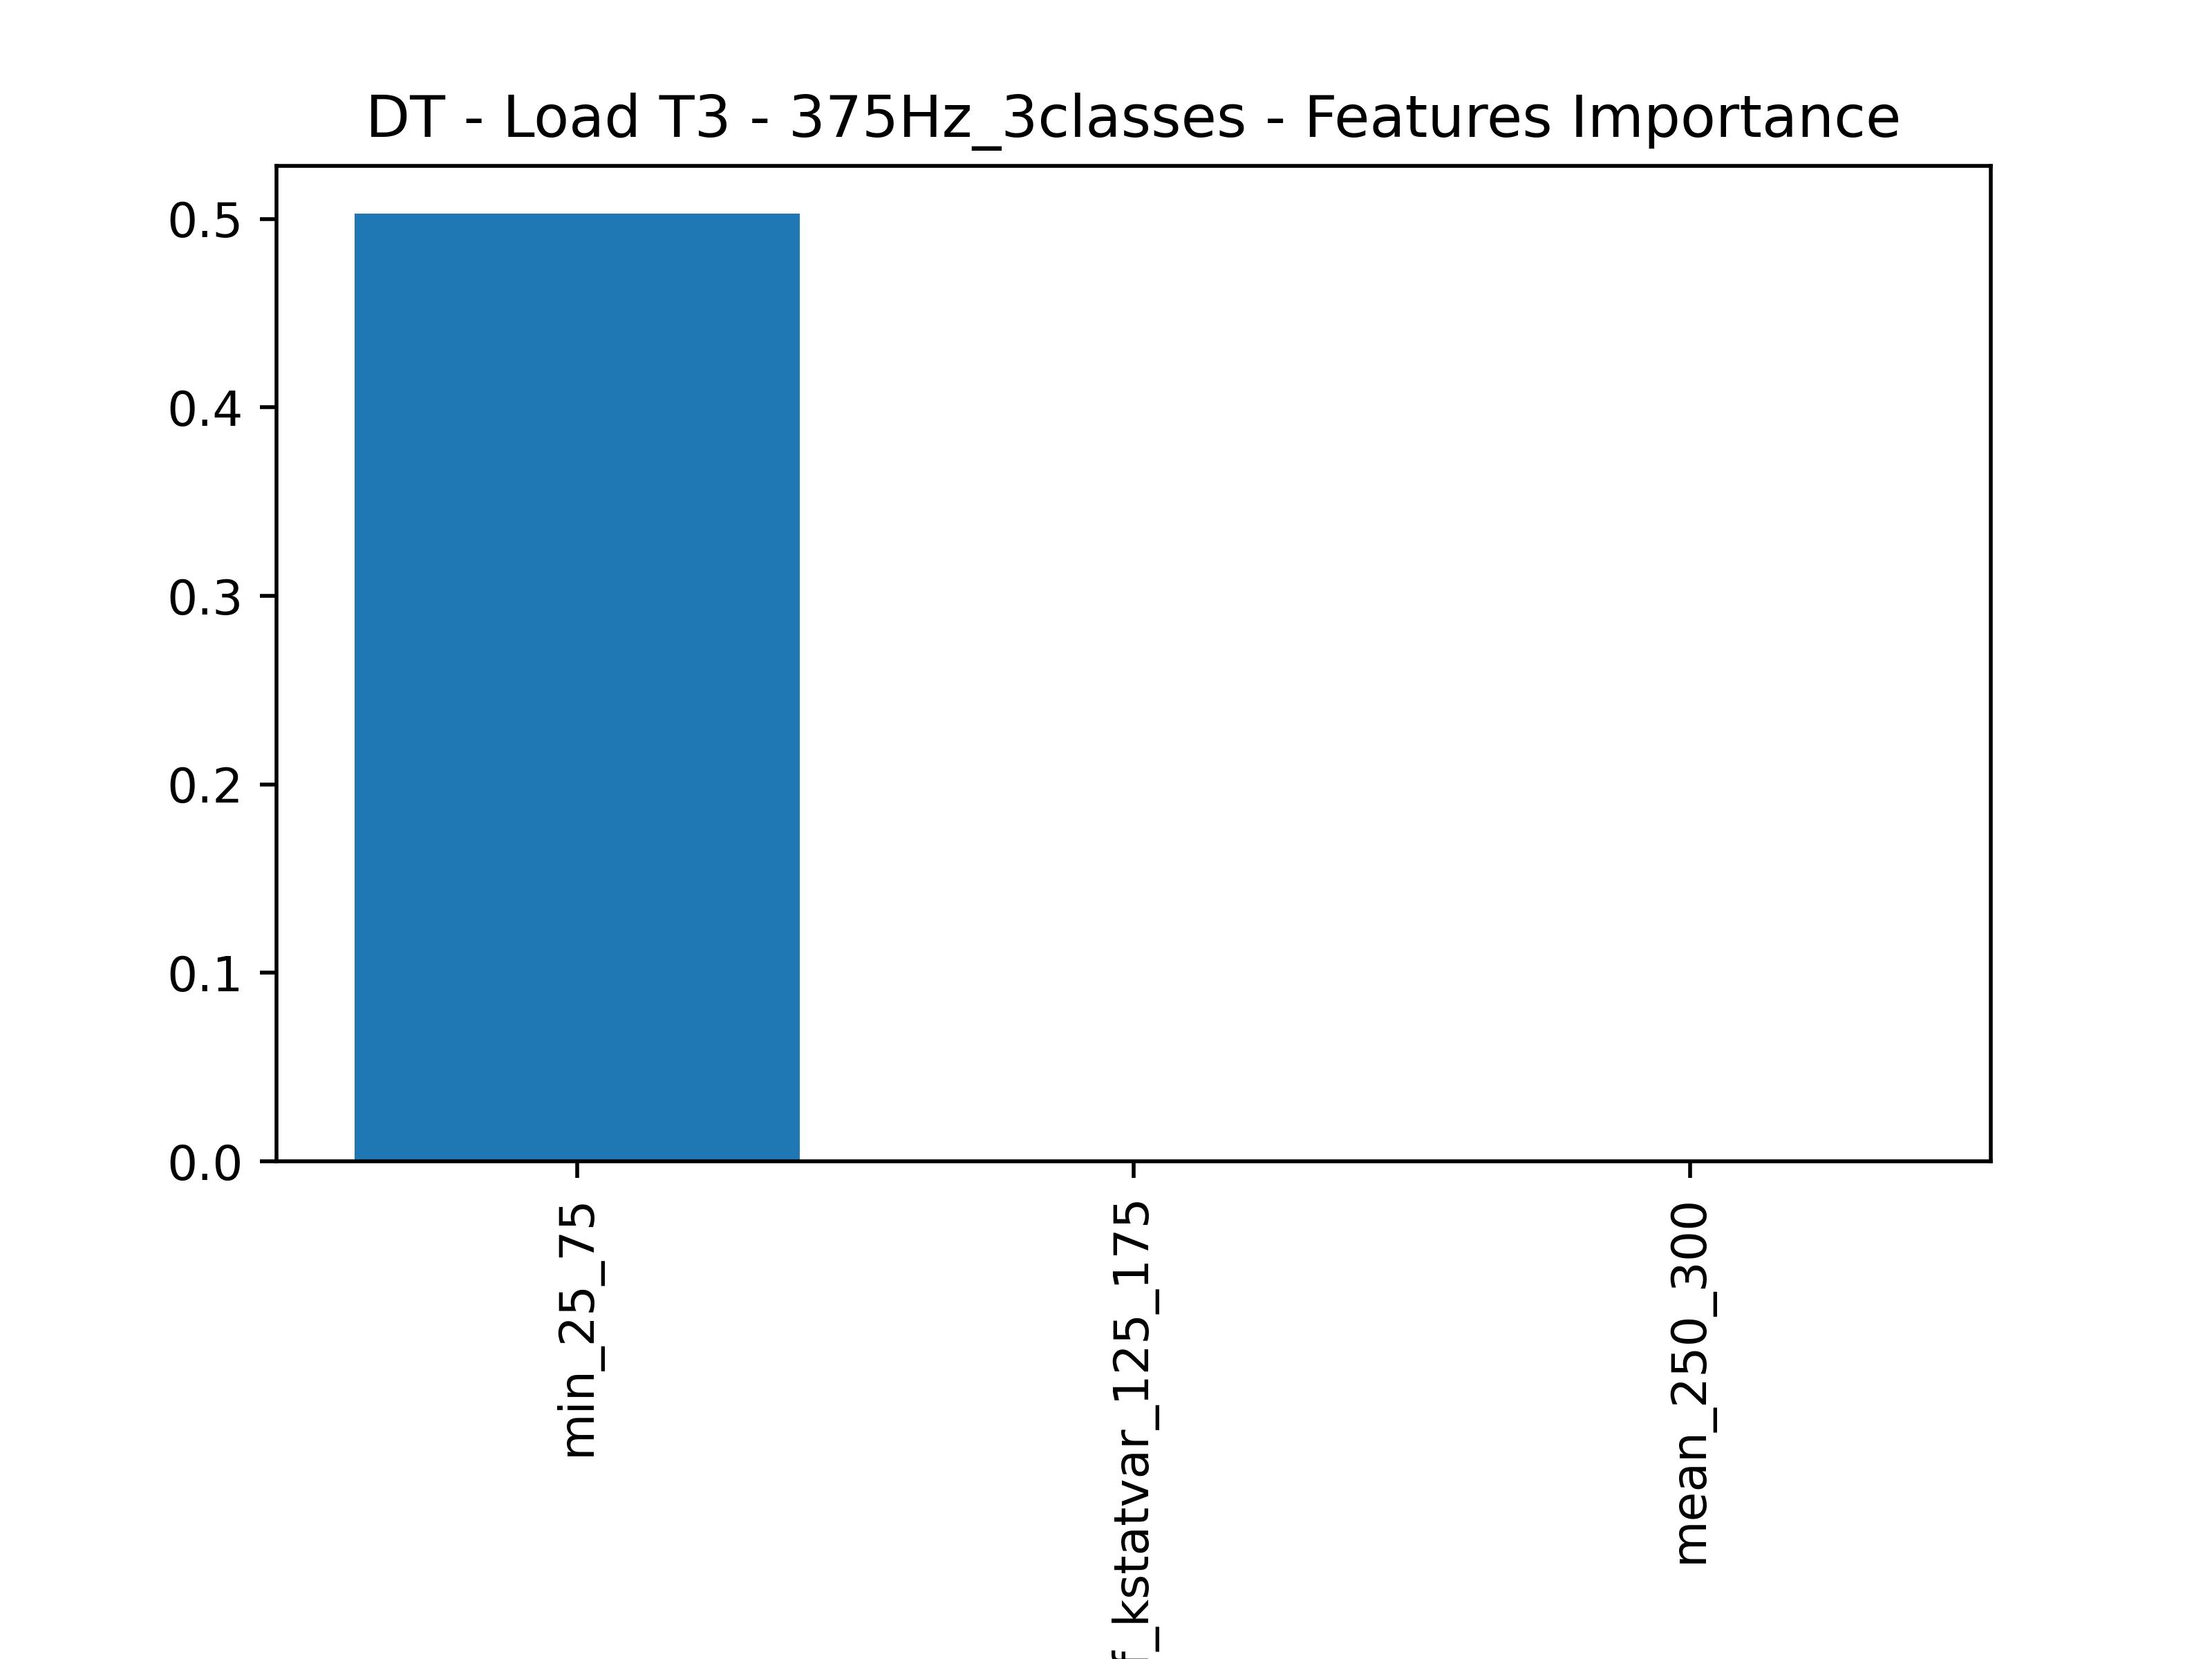 DT - Load T3 - 375Hz_3classes - Features Importance
0.5
0.4
0.3
0.2
0.1
0.0
min_25_75
f_kstatvar_125_175
mean_250_300